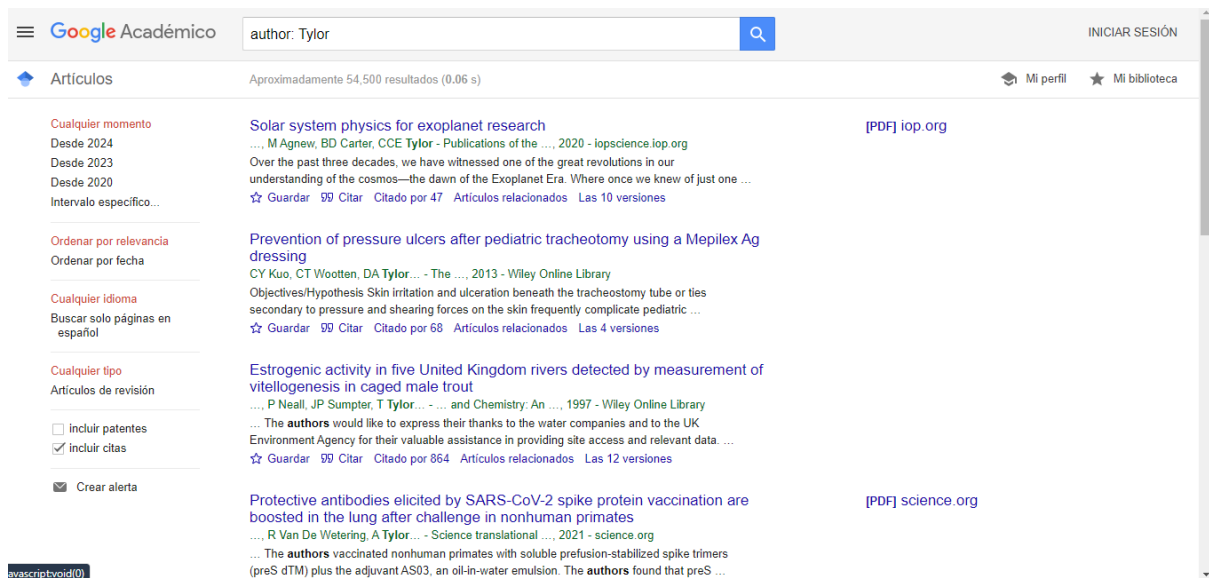 Google Académico
author: Tylor
INICIAR SESIÓN
Artículos
Aproximadamente 54,500 resultados (0.06 s)
Mi perfil
Mi biblioteca
Cualquier momento
Desde 2024
Desde 2023
Desde 2020
Intervalo específico...
Ordenar por relevancia
Ordenar por fecha
Cualquier idioma
Buscar solo páginas en
español
Cualquier tipo
Artículos de revisión
incluir patentes
incluir citas
Crear alerta
Solar system physics for exoplanet research
[PDF] iop.org
…, M Agnew, BD Carter, CCE Tylor - Publications of the …, 2020 - iopscience.iop.org
Over the past three decades, we have witnessed one of the great revolutions in our
understanding of the cosmos—the dawn of the Exoplanet Era. Where once we knew of just one …
Guardar Citar Citado por 47 Artículos relacionados Las 10 versiones
Prevention of pressure ulcers after pediatric tracheotomy using a Mepilex Ag
dressing
CY Kuo, CT Wootten, DA Tylor… - The …, 2013 - Wiley Online Library
Objectives/Hypothesis Skin irritation and ulceration beneath the tracheostomy tube or ties
secondary to pressure and shearing forces on the skin frequently complicate pediatric …
Guardar Citar Citado por 68 Artículos relacionados Las 4 versiones
Estrogenic activity in five United Kingdom rivers detected by measurement of
vitellogenesis in caged male trout
…, P Neall, JP Sumpter, T Tylor… - … and Chemistry: An …, 1997 - Wiley Online Library
… The authors would like to express their thanks to the water companies and to the UK
Environment Agency for their valuable assistance in providing site access and relevant data. …
Guardar Citar Citado por 864 Artículos relacionados Las 12 versiones
Protective antibodies elicited by SARS-CoV-2 spike protein vaccination are
boosted in the lung after challenge in nonhuman primates
[PDF] science.org
…, R Van De Wetering, A Tylor… - Science translational …, 2021 - science.org
… The authors vaccinated nonhuman primates with soluble prefusion-stabilized spike trimers
(preS dTM) plus the adjuvant AS03, an oil-in-water emulsion. The authors found that preS …
avascript:void(0)